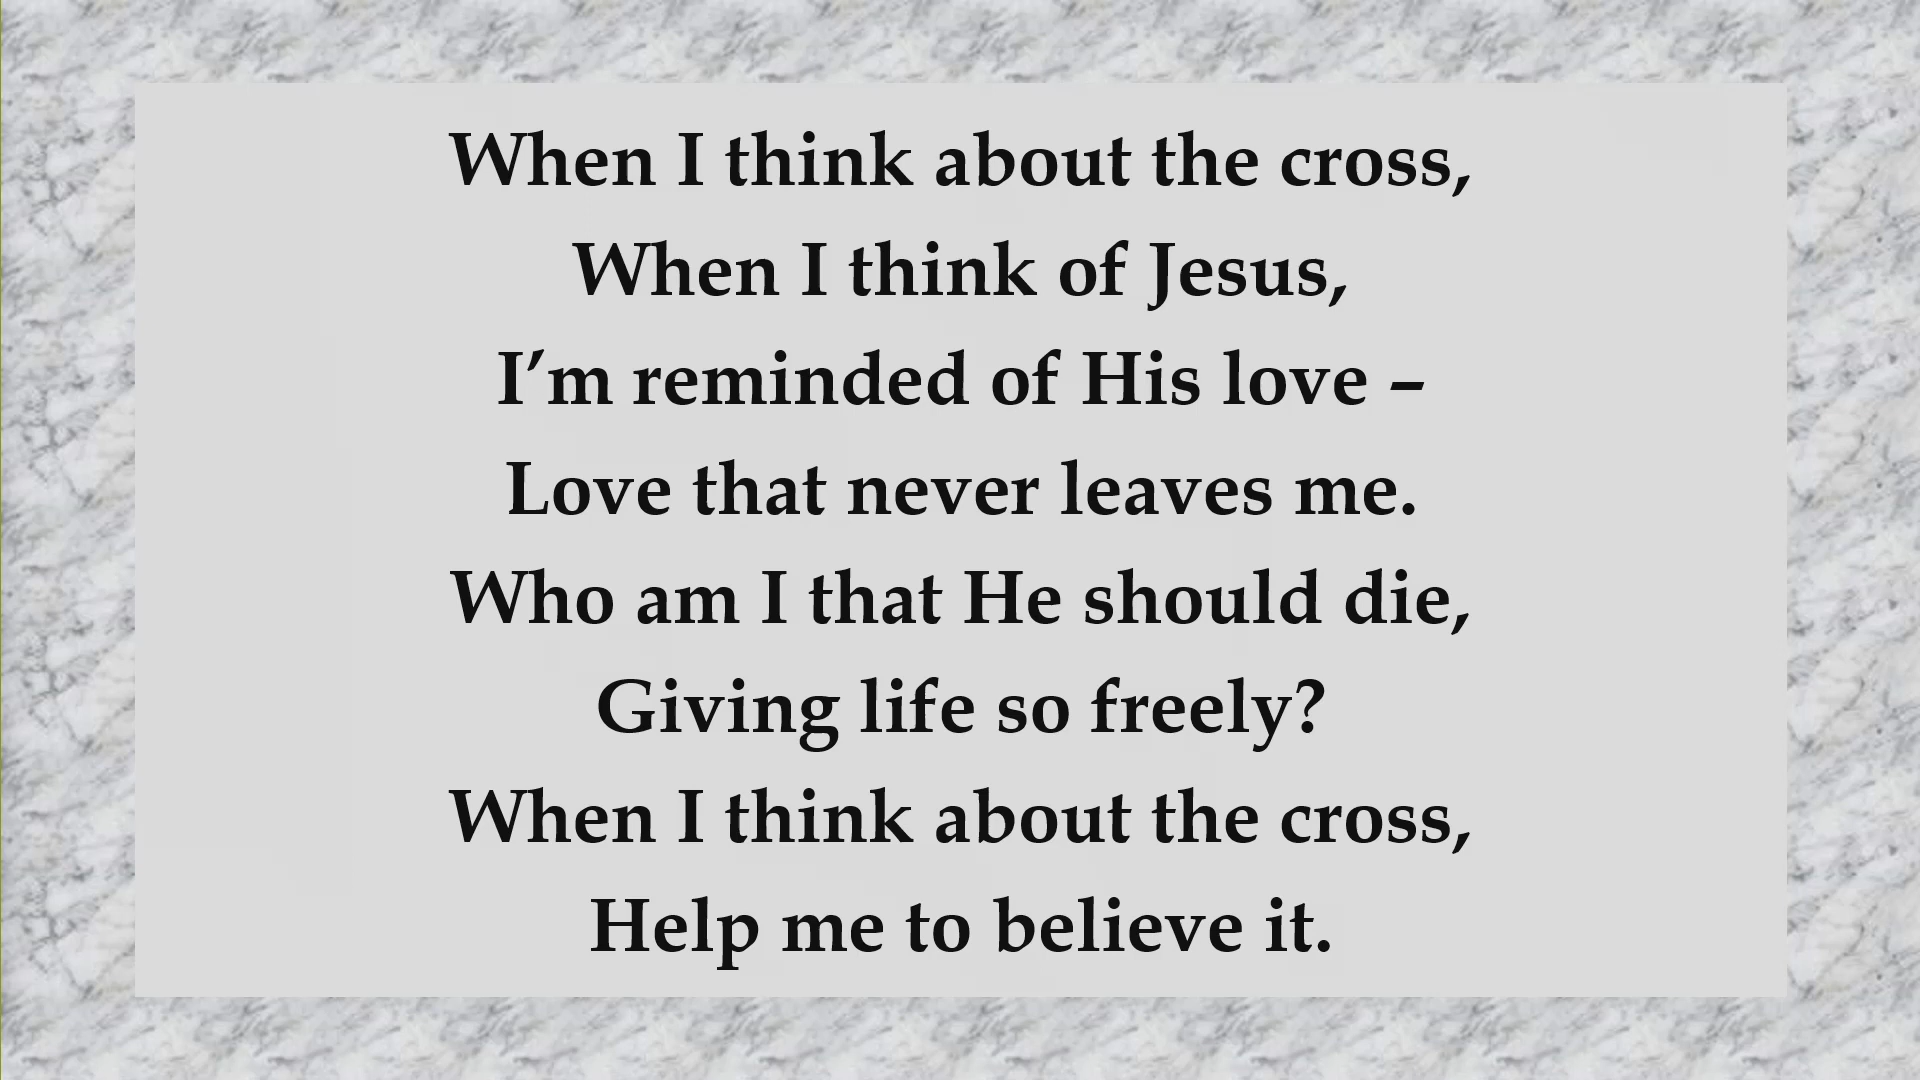 When I think about the cross,
When I think of Jesus,
I’m reminded of His love –
Love that never leaves me.
Who am I that He should die,
Giving life so freely?
When I think about the cross,
Help me to believe it.